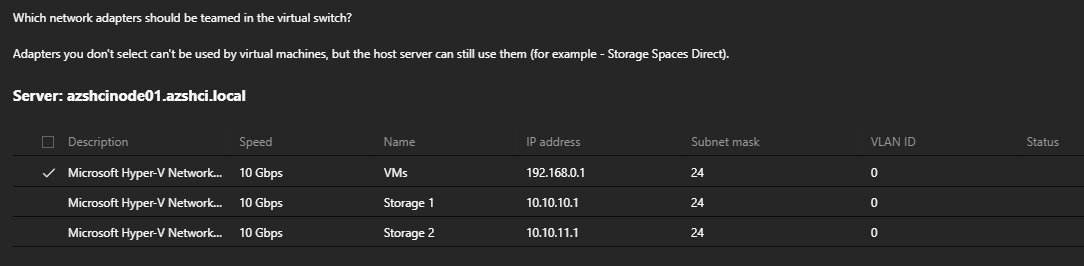 Which network adapters should be teamed in the virtual switch?
Adapters you don't select can't be used by virtual machines, but the host server can still use them (for example - Storage Spaces Direct).
Server: azshcinode01.azshci.local
Description Speed Name IP address Subnet mask VLAN ID Status
Microsoft Hyper-V Network... 10 Gbps VMs 192.168.0.1 24 0
Microsoft Hyper-V Network... 10 Gbps Storage 1 10.10.10.1 24 0
Microsoft Hyper-V Network... 10 Gbps Storage 2 10.10.11.1 24 0